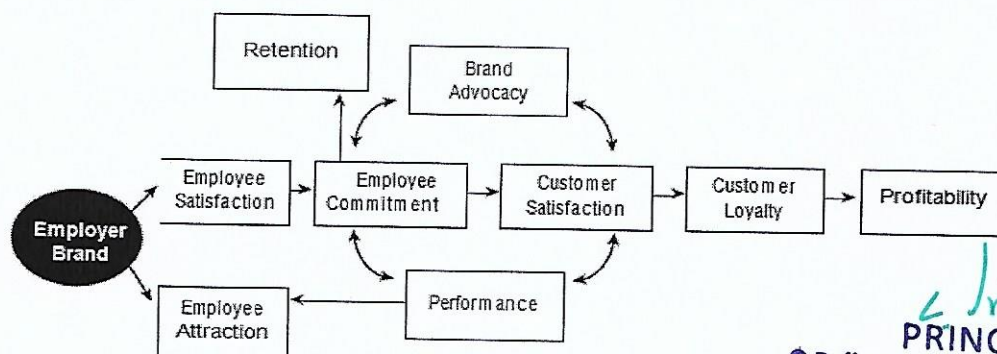 Retention
Brand
Advocacy
Employee
Satisfaction
Employee
Commitment
Customer
Satisfaction
Customer
Loyalty
Profitability
Employer
Brand
Employee
Attraction
Performance
PRINC